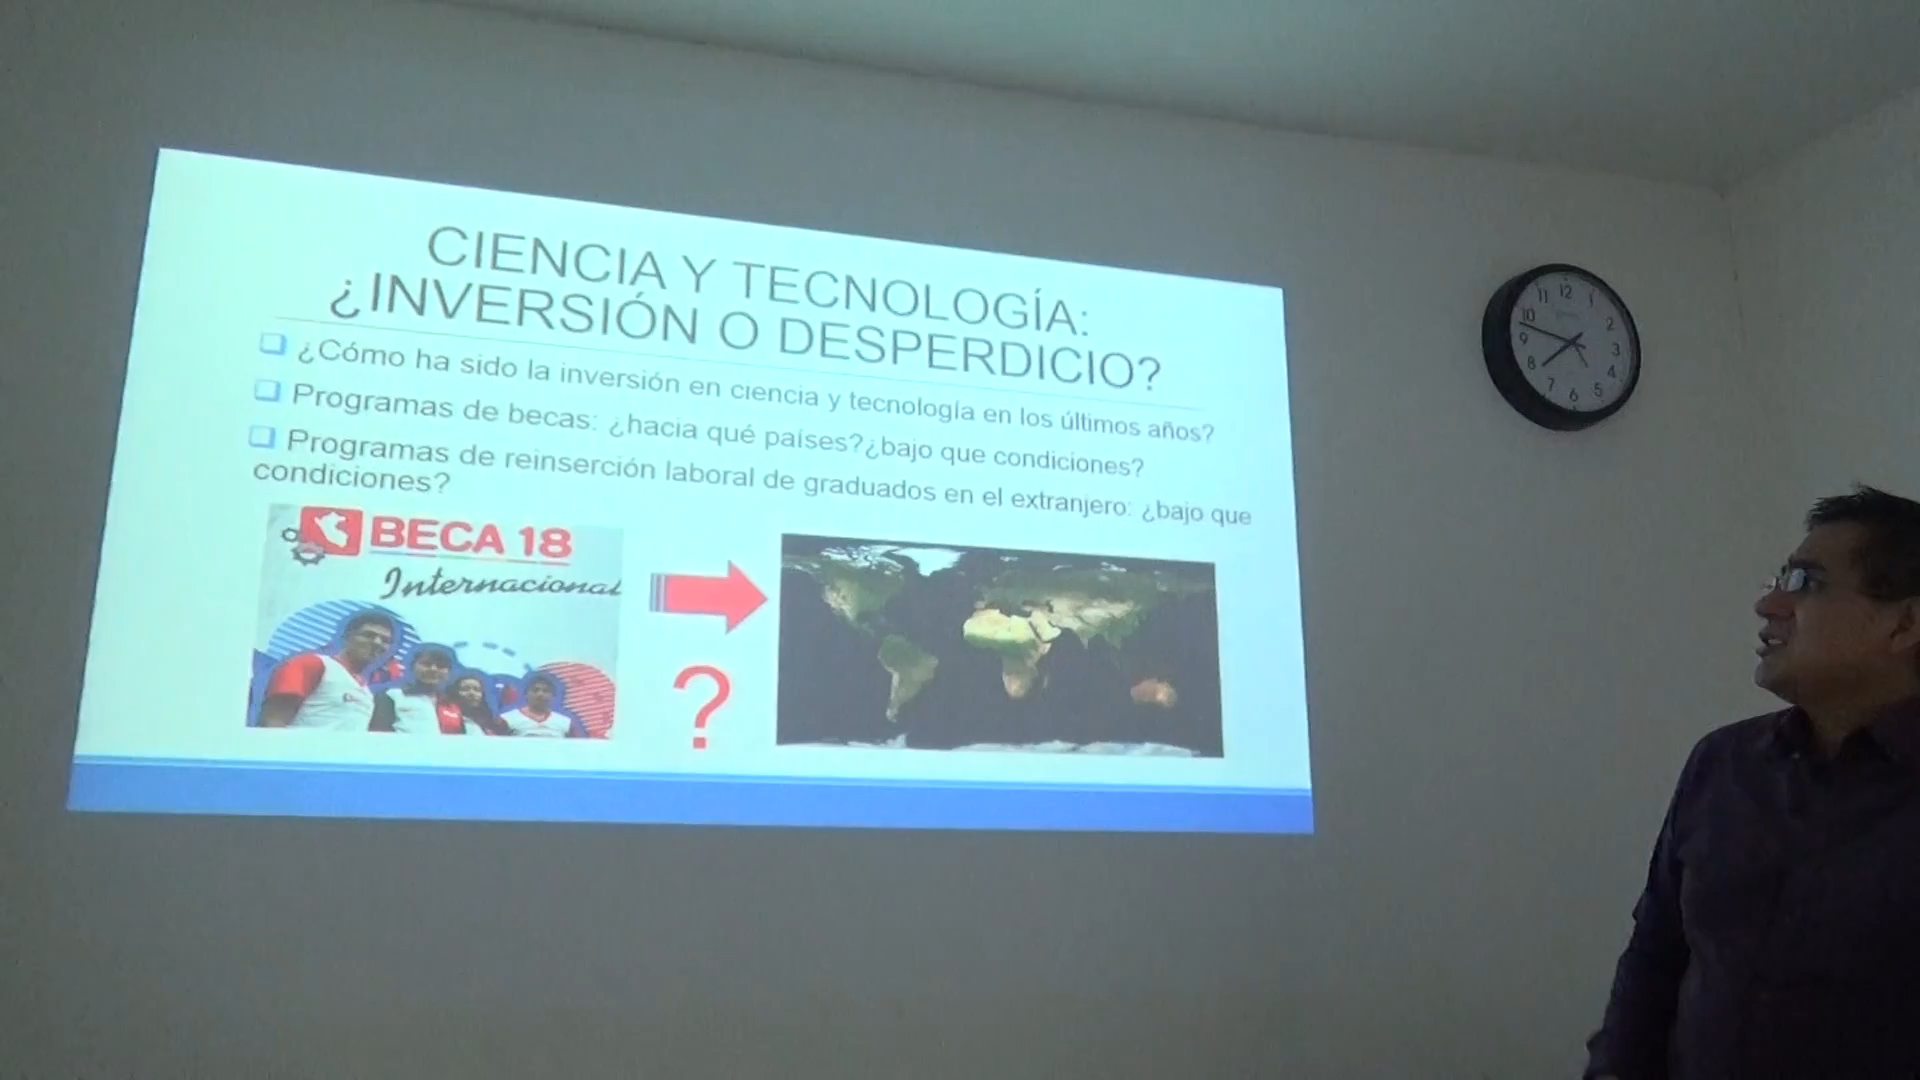 CIENCIA Y TECNOLOGÍA:
¿INVERSIÓN O DESPERDICIO?
¿Cómo ha sido la inversión en ciencia y tecnología en los últimos años?
Programas de becas: ¿hacia qué países?¿bajo que condiciones?
Programas de reinserción laboral de graduados en el extranjero: ¿bajo que
condiciones?
BECA 18
Internacional
?
11 12 1
10 2
9 3
8 4
7 6 5